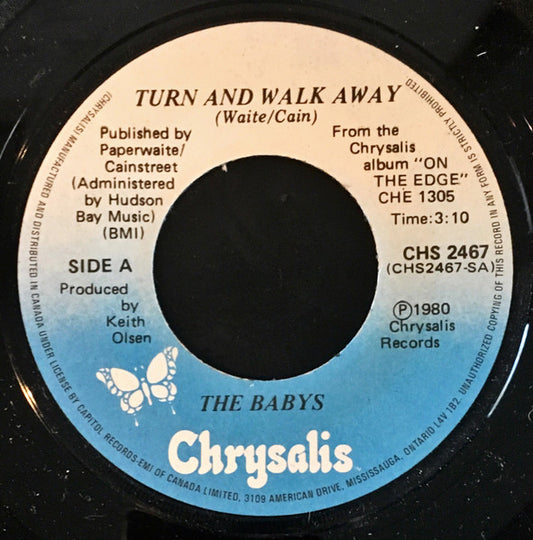 TURN AND WALK AWAY
(Waite/Cain)
Published by
Paperwaite/
Cainstreet
(Administered
by Hudson
Bay Music)
(BMI)
SIDE A
Produced
by
Keith
Olsen
From the
Chrysalis
album "ON
THE EDGE"
CHE 1305
Time:3:10
CHS 2467
(CHS2467-SA)
Ⓟ1980
Chrysalis
Records
THE BABYS
Chrysalis
(CHRYSALIS) MANUFACTURED AND DISTRIBUTED IN CANADA UNDER LICENSE BY CAPITOL RECORDS-EMI OF CANADA LIMITED, 3109 AMERICAN DRIVE, MISSISSAUGA, ONTARIO L4V 1B2. UNAUTHORIZED COPYING OF THIS RECORD IN ANY FORM IS STRICTLY PROHIBITED